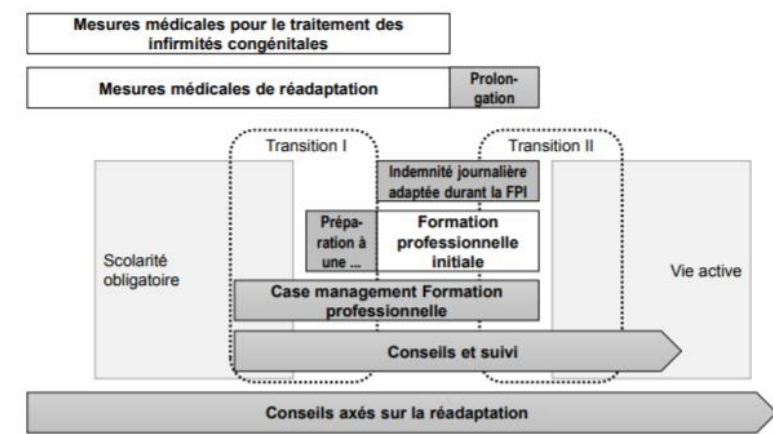 Mesures médicales pour le traitement des
infirmités congénitales
Mesures médicales de réadaptation
Prolon-
gation
Transition I
Transition II
Indemnité journalière
adaptée durant la FPI
Prépa-
ration à
une ...
Formation
professionnelle
initiale
Scolarité
obligatoire
Vie active
Case management Formation
professionnelle
Conseils et suivi
Conseils axés sur la réadaptation